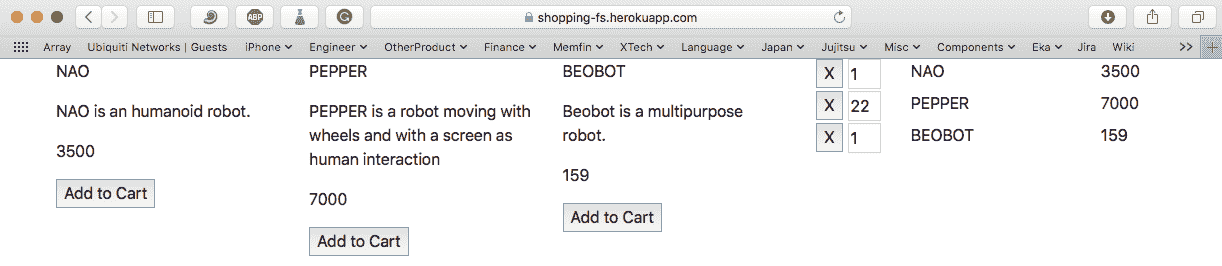 shopping-fs.herokuapp.com
ABP
Array Ubiquiti Networks | Guests iPhone Engineer OtherProduct Finance Memfin XTech Language Japan Jujitsu Misc Components Eka Jira Wiki >> +
NAO
NAO is an humanoid robot.
3500
Add to Cart
PEPPER
PEPPER is a robot moving with
wheels and with a screen as
human interaction
7000
Add to Cart
BEOBOT
Beobot is a multipurpose
robot.
159
Add to Cart
X 1 NAO 3500
X 22 PEPPER 7000
X 1 BEOBOT 159